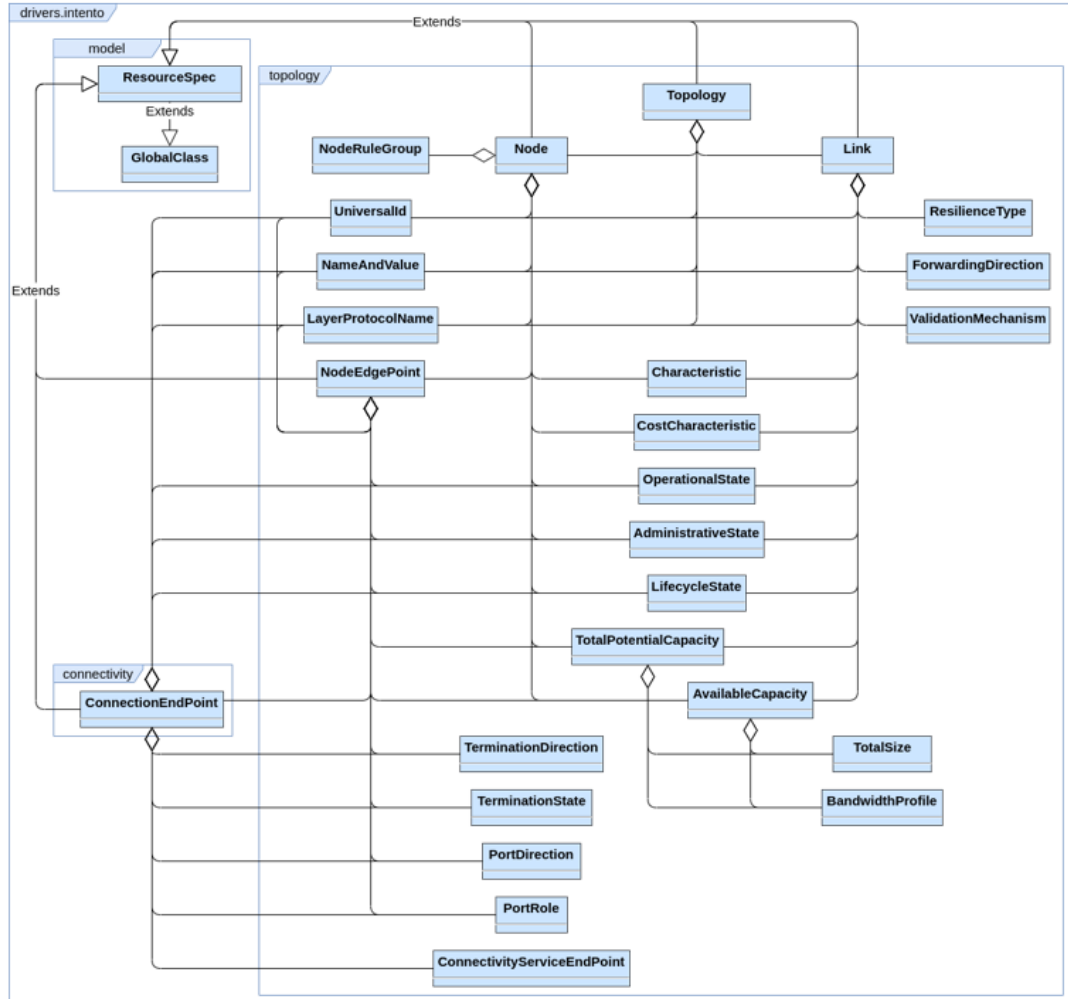 drivers.intento
Extends
model
ResourceSpec
topology
Topology
Extends
NodeRuleGroup
Node
Link
GlobalClass
UniversalId
ResilienceType
NameAndValue
ForwardingDirection
Extends
LayerProtocolName
ValidationMechanism
NodeEdgePoint
Characteristic
CostCharacteristic
OperationalState
AdministrativeState
LifecycleState
TotalPotentialCapacity
connectivity
ConnectionEndPoint
AvailableCapacity
TerminationDirection
TotalSize
TerminationState
BandwidthProfile
PortDirection
PortRole
ConnectivityServiceEndPoint